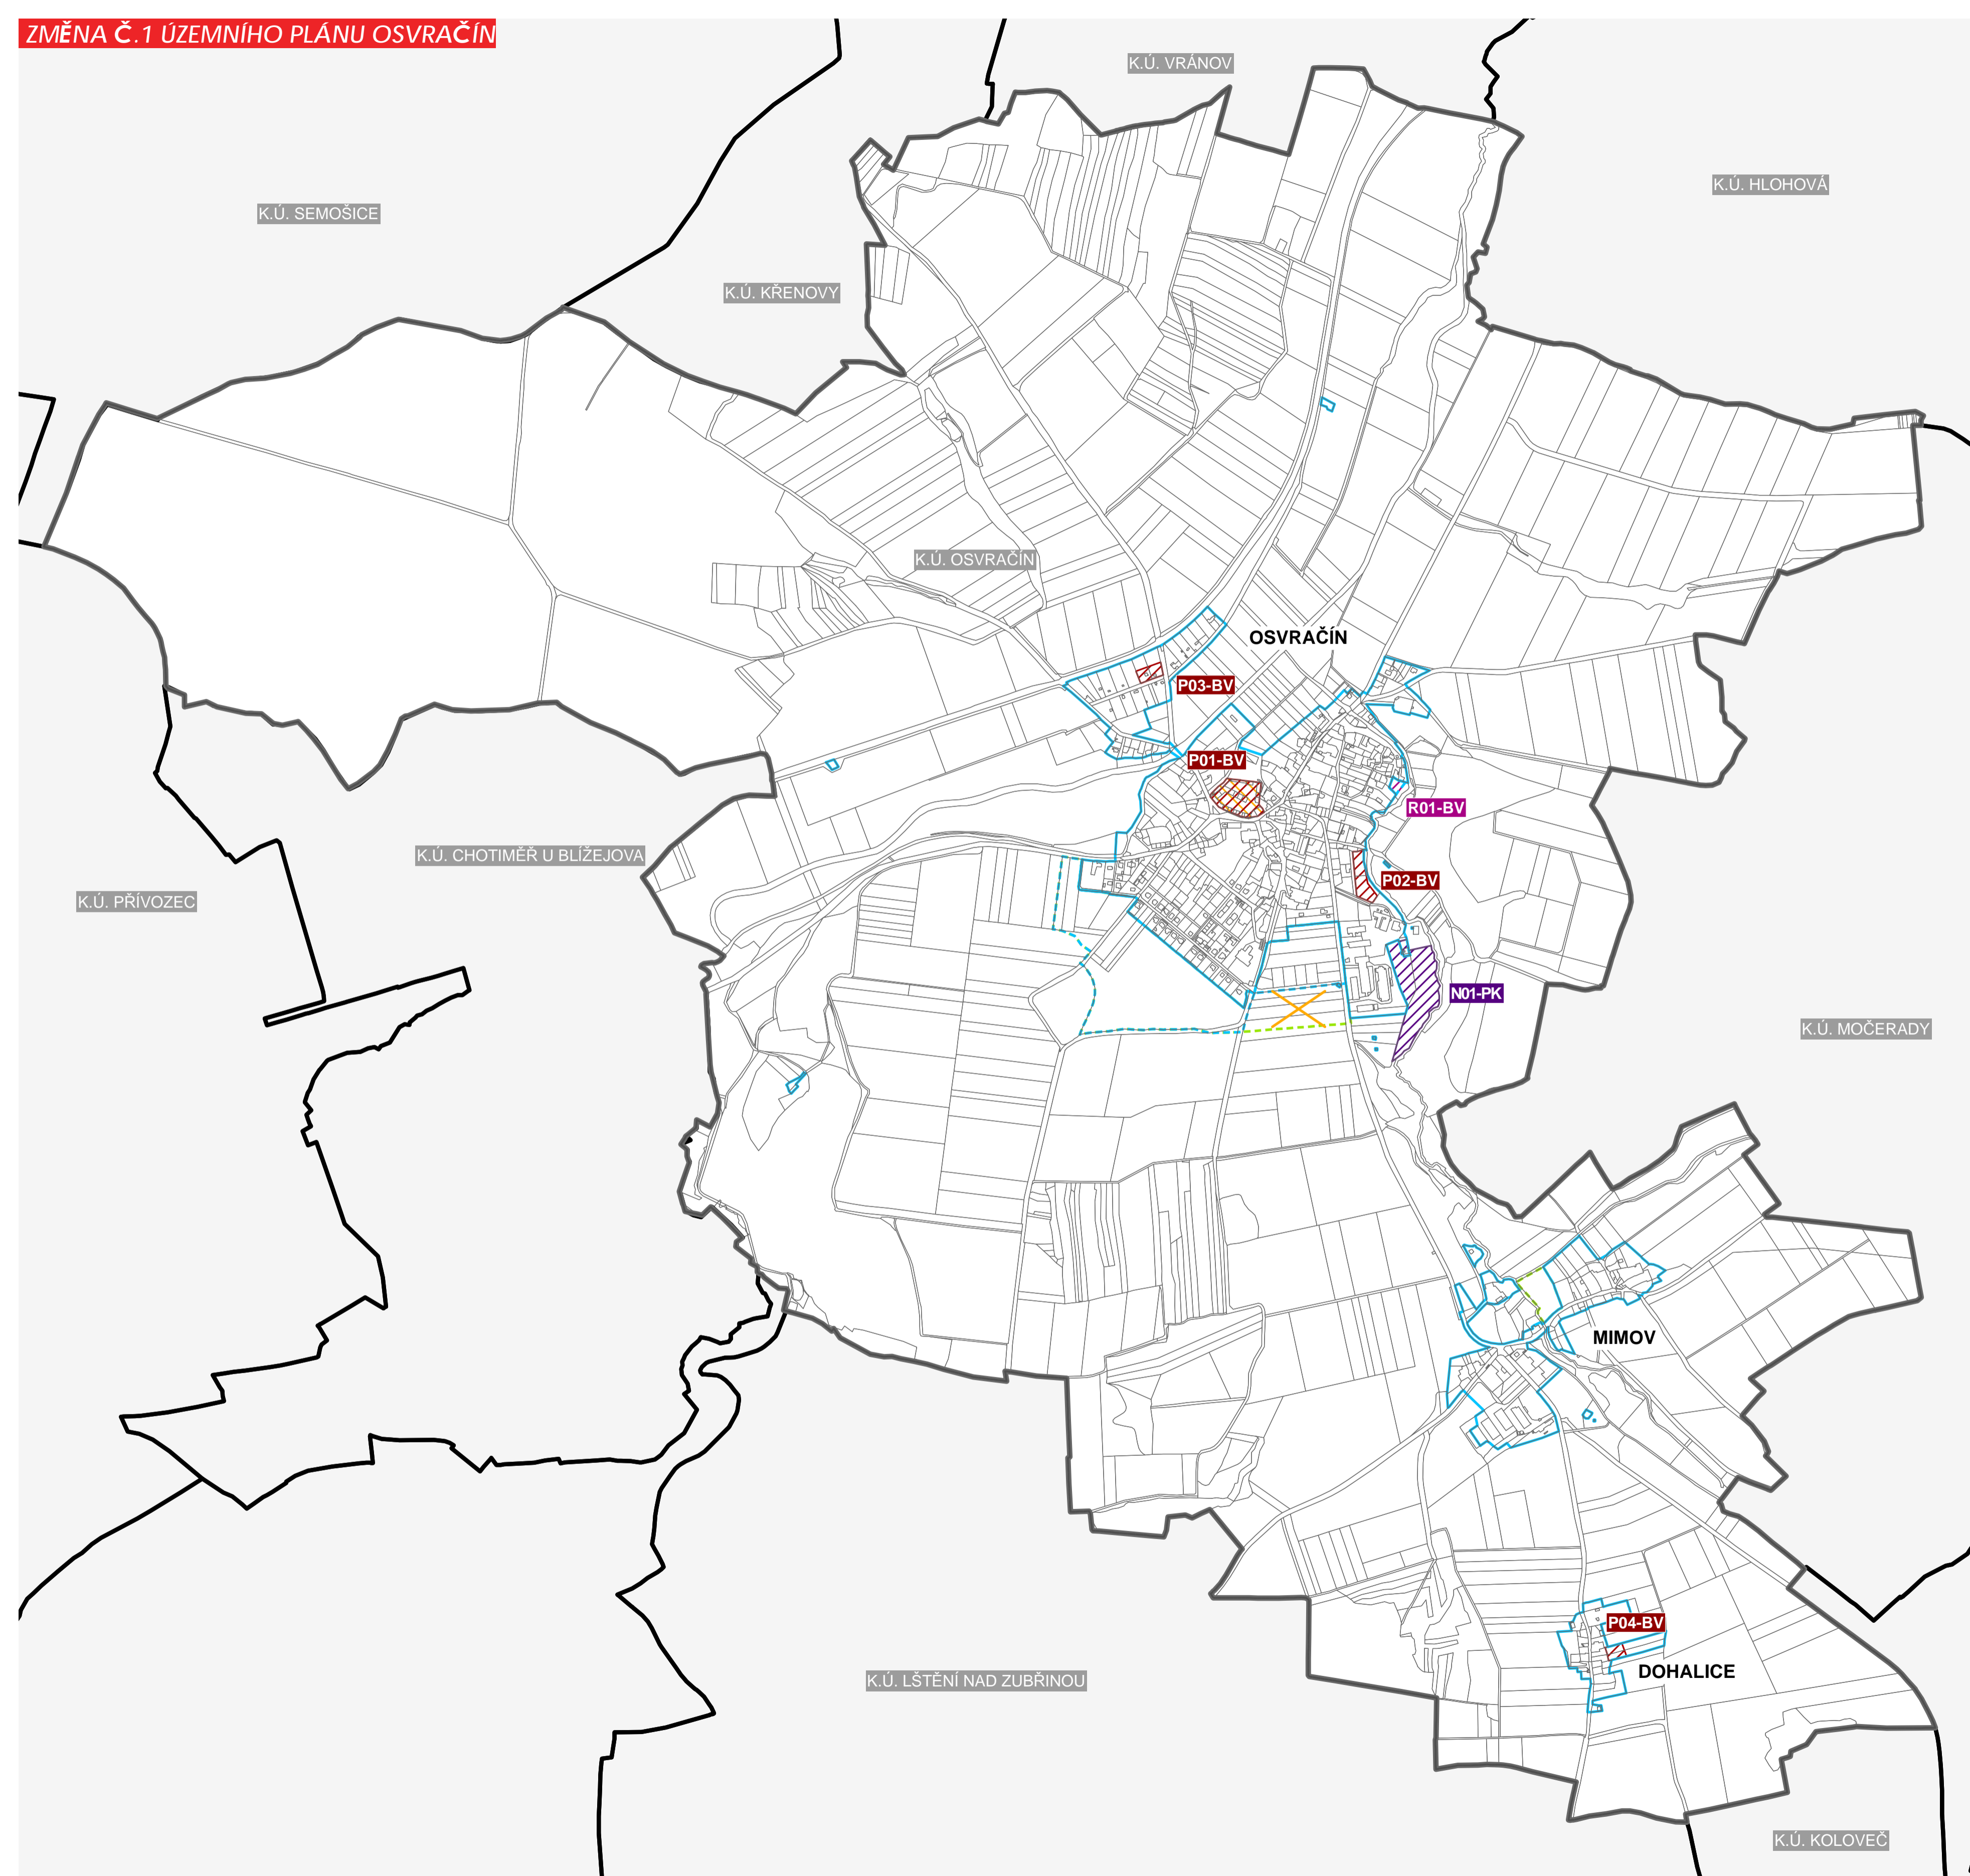 ZMĚNA Č.1 ÚZEMNÍHO PLÁNU OSVRAČÍN
K.Ú. VRÁNOV
K.Ú. HLOHOVÁ
K.Ú. SEMOŠICE
K.Ú. KŘENOVY
K.Ú. OSVRAČÍN
OSVRAČÍN
P03-BV
P01-BV
R01-BV
K.Ú. CHOTIMĚŘ U BLÍŽEJOVA
P02-BV
K.Ú. PŘÍVOZEC
N01-PK
K.Ú. MOČERADY
MIMOV
P04-BV
DOHALICE
K.Ú. LŠTĚNÍ NAD ZUBŘINOU
K.Ú. KOLOVEČ